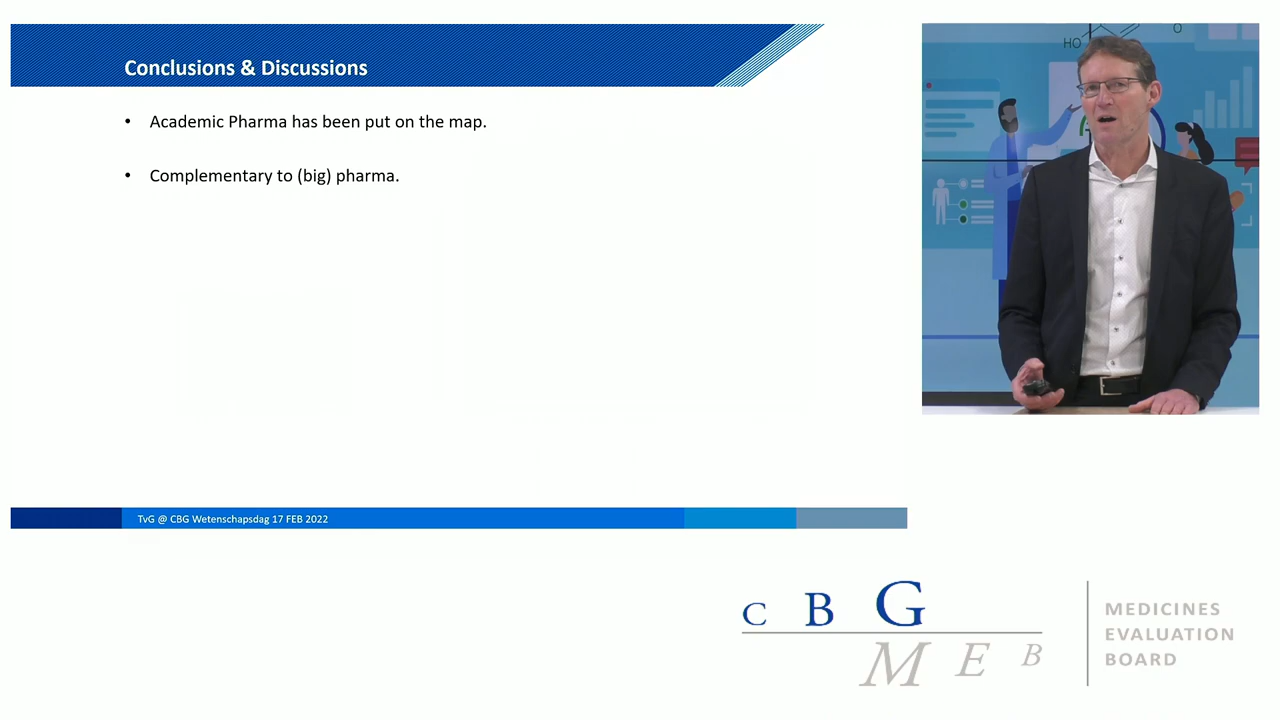 Conclusions & Discussions
• Academic Pharma has been put on the map.
• Complementary to (big) pharma.
HO
O
TvG @ CBG Wetenschapsdag 17 FEB 2022
C B G
M E B
MEDICINES
EVALUATION
BOARD